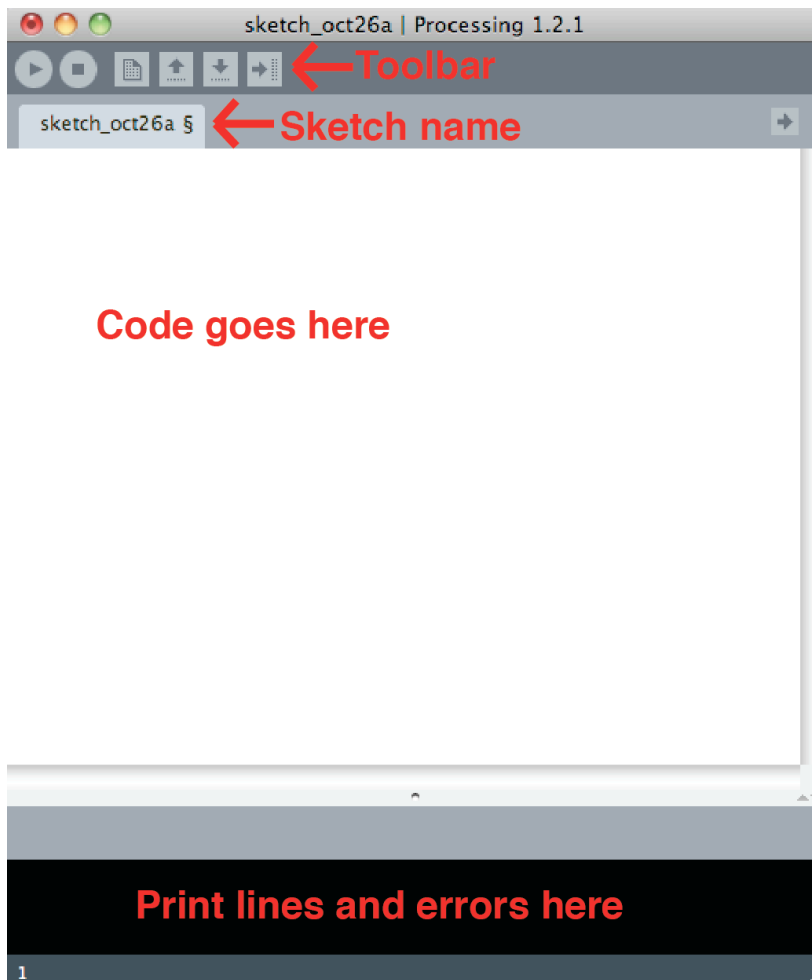 sketch_oct26a | Processing 1.2.1
Toolbar
sketch_oct26a §
Sketch name
Code goes here
Print lines and errors here
1